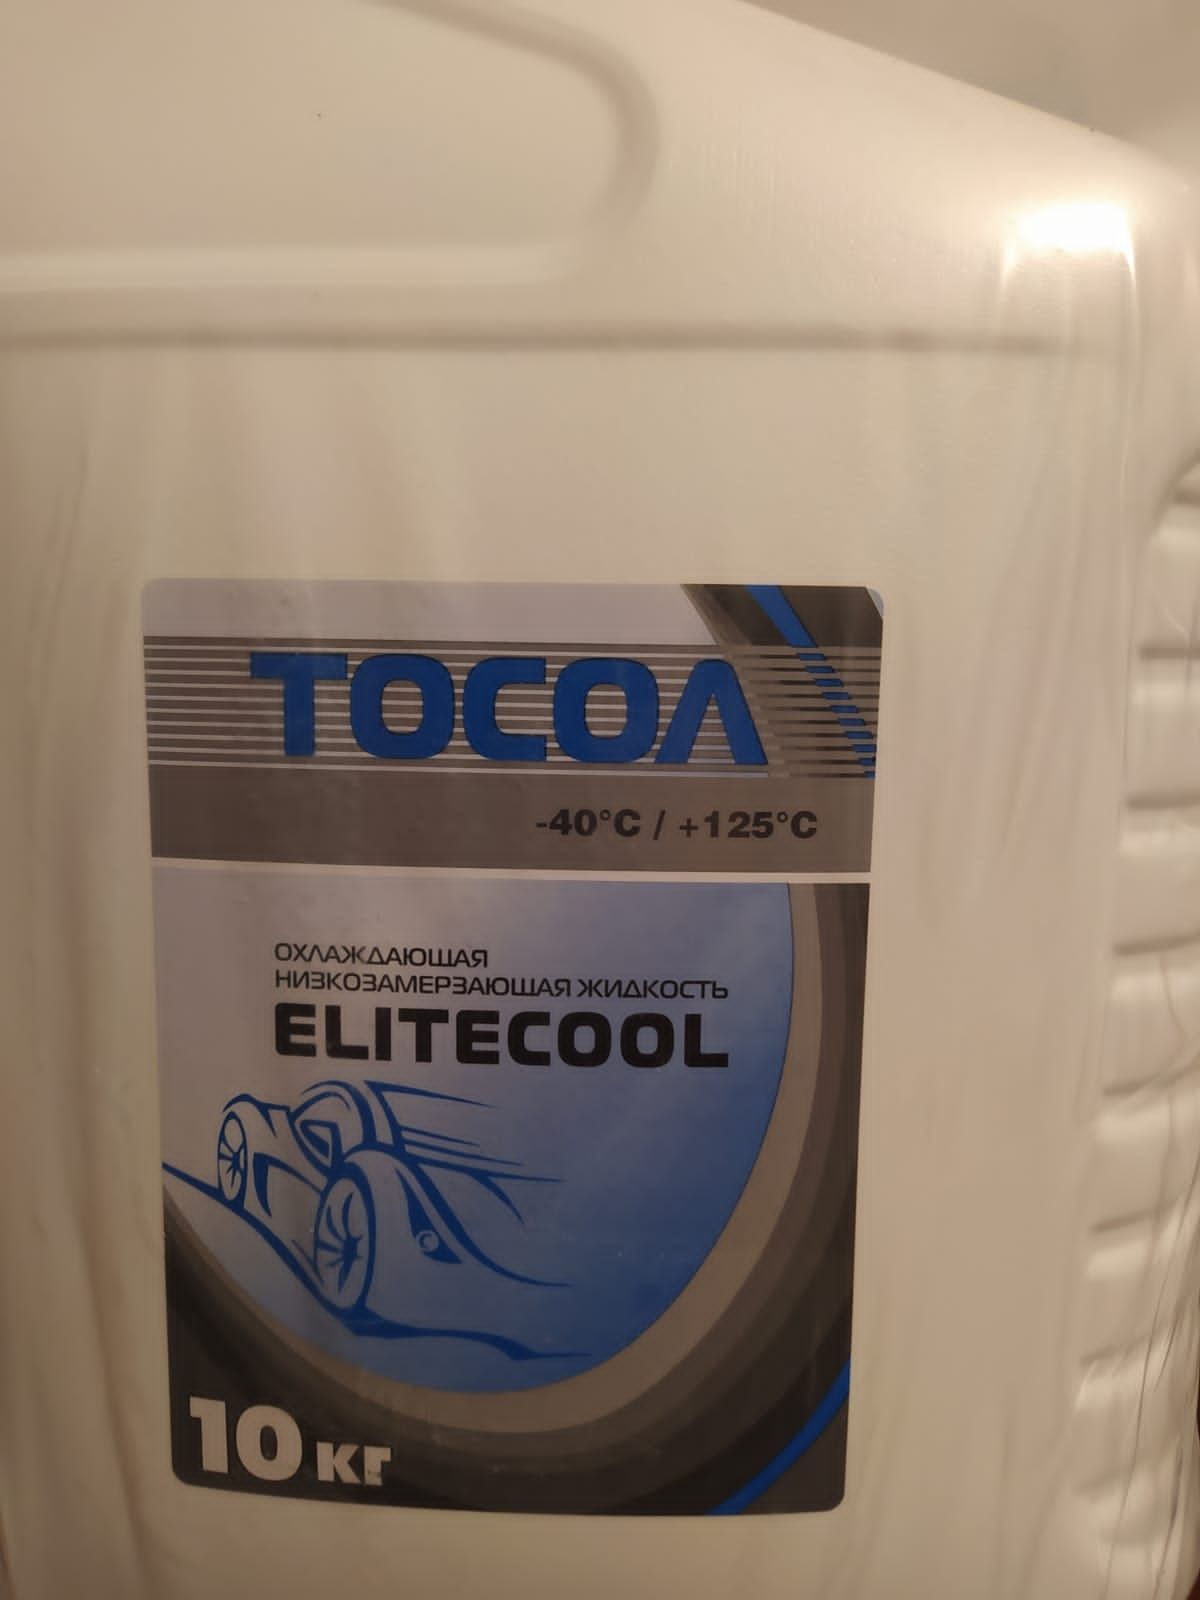 ТОСОЛ
-40°C / +125°C
ОХЛАЖДАЮЩАЯ
НИЗКОЗАМЕРЗАЮЩАЯ ЖИДКОСТЬ
ELITECOOL
10 кг